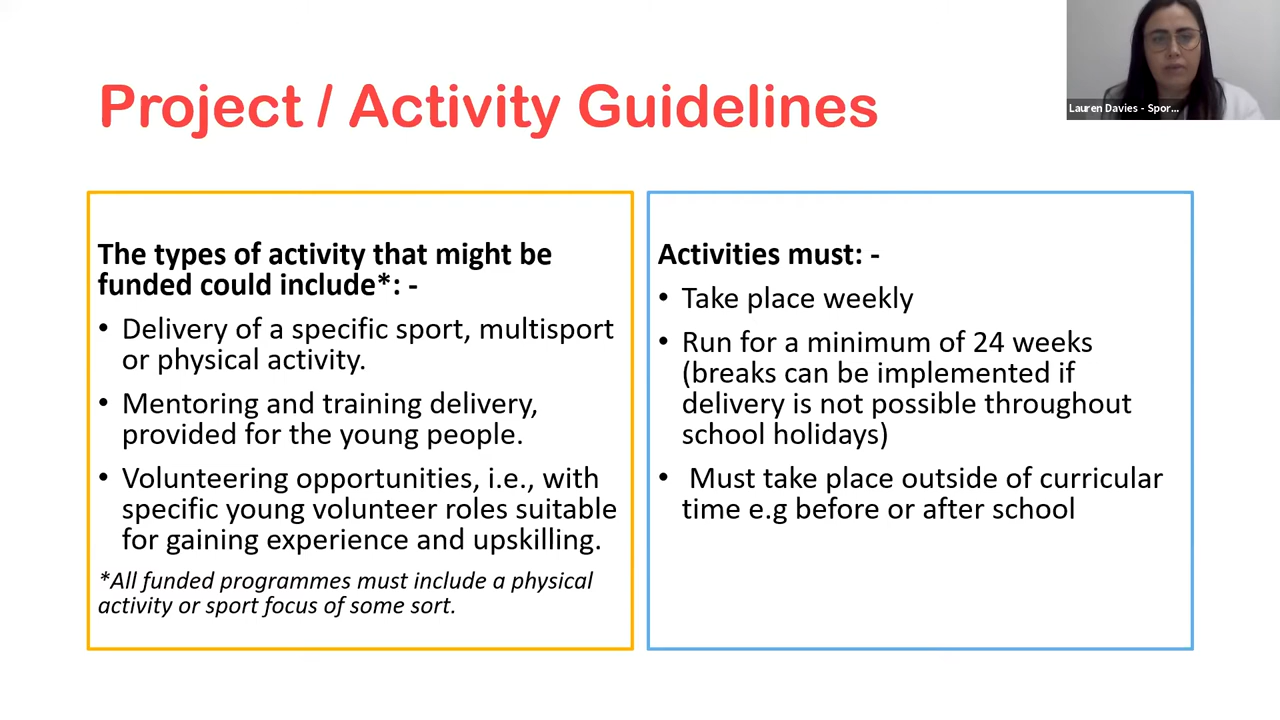 Project / Activity Guidelines
Lauren Davies - Spor...
The types of activity that might be
funded could include*: -
• Delivery of a specific sport, multisport
or physical activity.
• Mentoring and training delivery,
provided for the young people.
• Volunteering opportunities, i.e., with
specific young volunteer roles suitable
for gaining experience and upskilling.
*All funded programmes must include a physical
activity or sport focus of some sort.
Activities must: -
• Take place weekly
• Run for a minimum of 24 weeks
(breaks can be implemented if
delivery is not possible throughout
school holidays)
• Must take place outside of curricular
time e.g before or after school